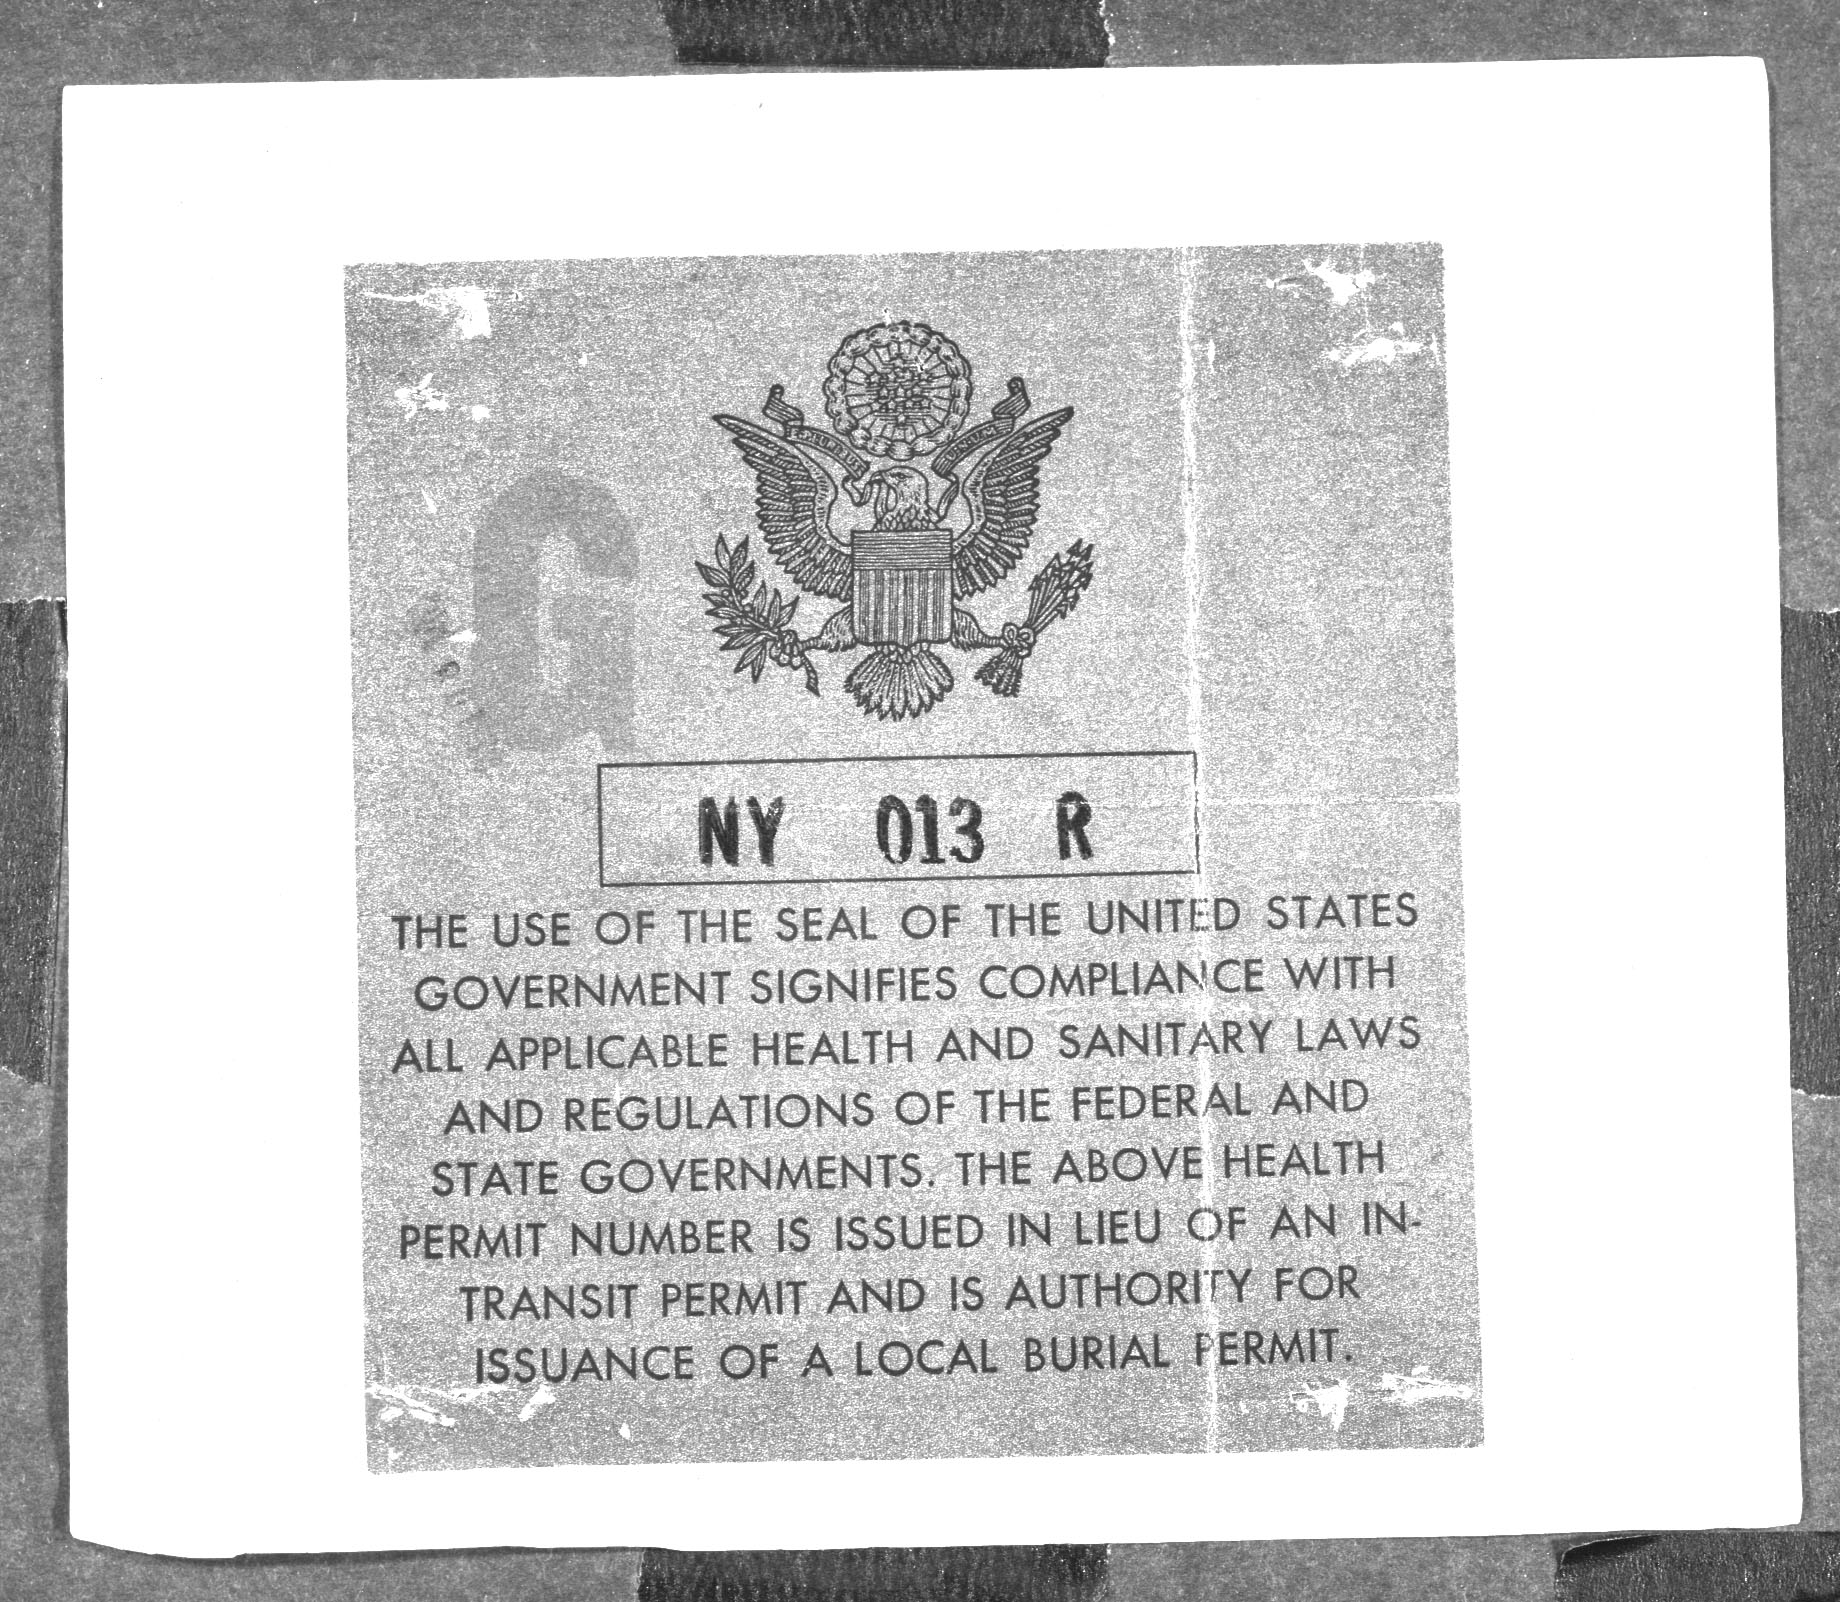 G
NY 013 R
THE USE OF THE SEAL OF THE UNITED STATES
GOVERNMENT SIGNIFIES COMPLIANCE WITH
ALL APPLICABLE HEALTH AND SANITARY LAWS
AND REGULATIONS OF THE FEDERAL AND
STATE GOVERNMENTS. THE ABOVE HEALTH
PERMIT NUMBER IS ISSUED IN LIEU OF AN IN-
TRANSIT PERMIT AND IS AUTHORITY FOR
ISSUANCE OF A LOCAL BURIAL PERMIT.